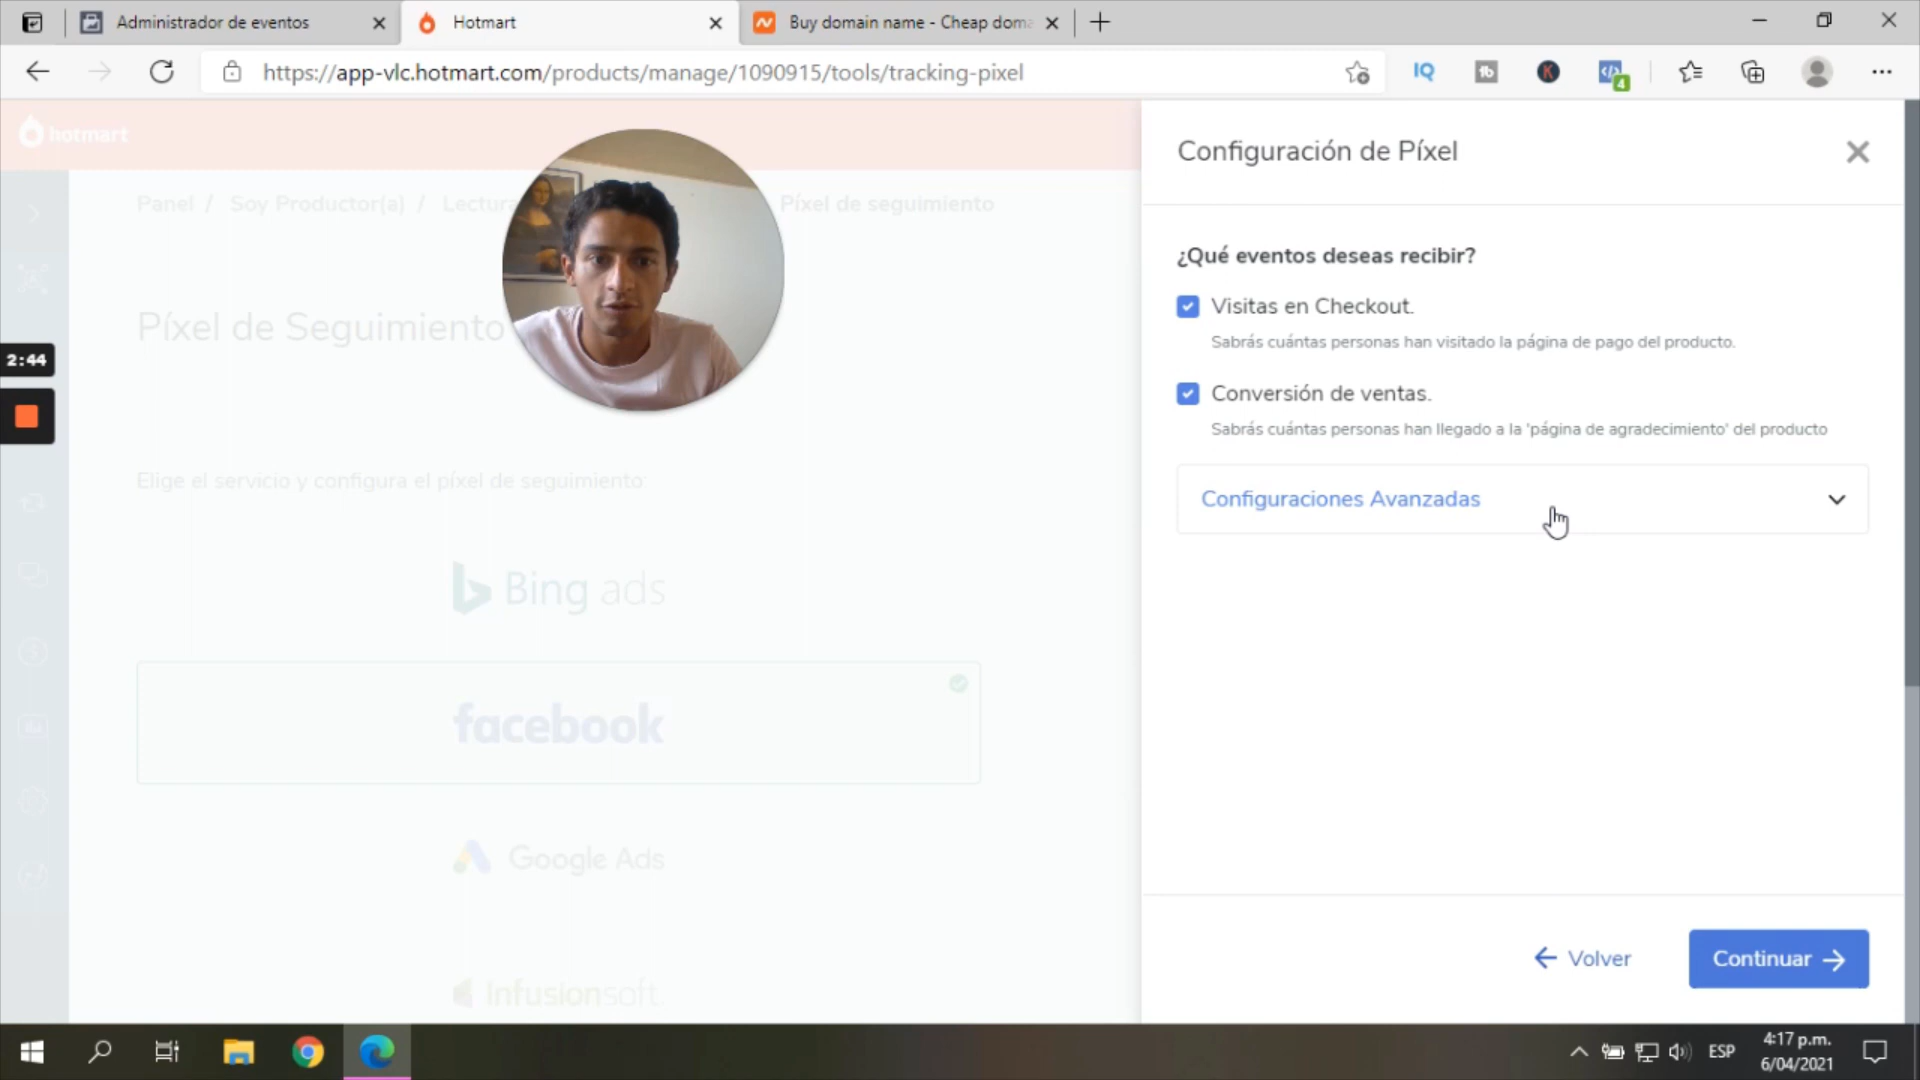 Administrador de eventos
Hotmart
Buy domain name - Cheap doma
https://app-vlc.hotmart.com/products/manage/1090915/tools/tracking-pixel
IQ
tb
K
4
hotmart
Configuración de Píxel
Panel / Soy Productor(a) / Lectura Píxel de seguimiento
¿Qué eventos deseas recibir?
Visitas en Checkout.
Sabrás cuántas personas han visitado la página de pago del producto.
Píxel de Seguimiento
2:44
Conversión de ventas.
Sabrás cuántas personas han llegado a la 'página de agradecimiento' del producto
Elige el servicio y configura el píxel de seguimiento:
Configuraciones Avanzadas
Bing ads
facebook
Google Ads
Infusionsoft.
Volver
Continuar
ESP
4:17 p.m.
6/04/2021